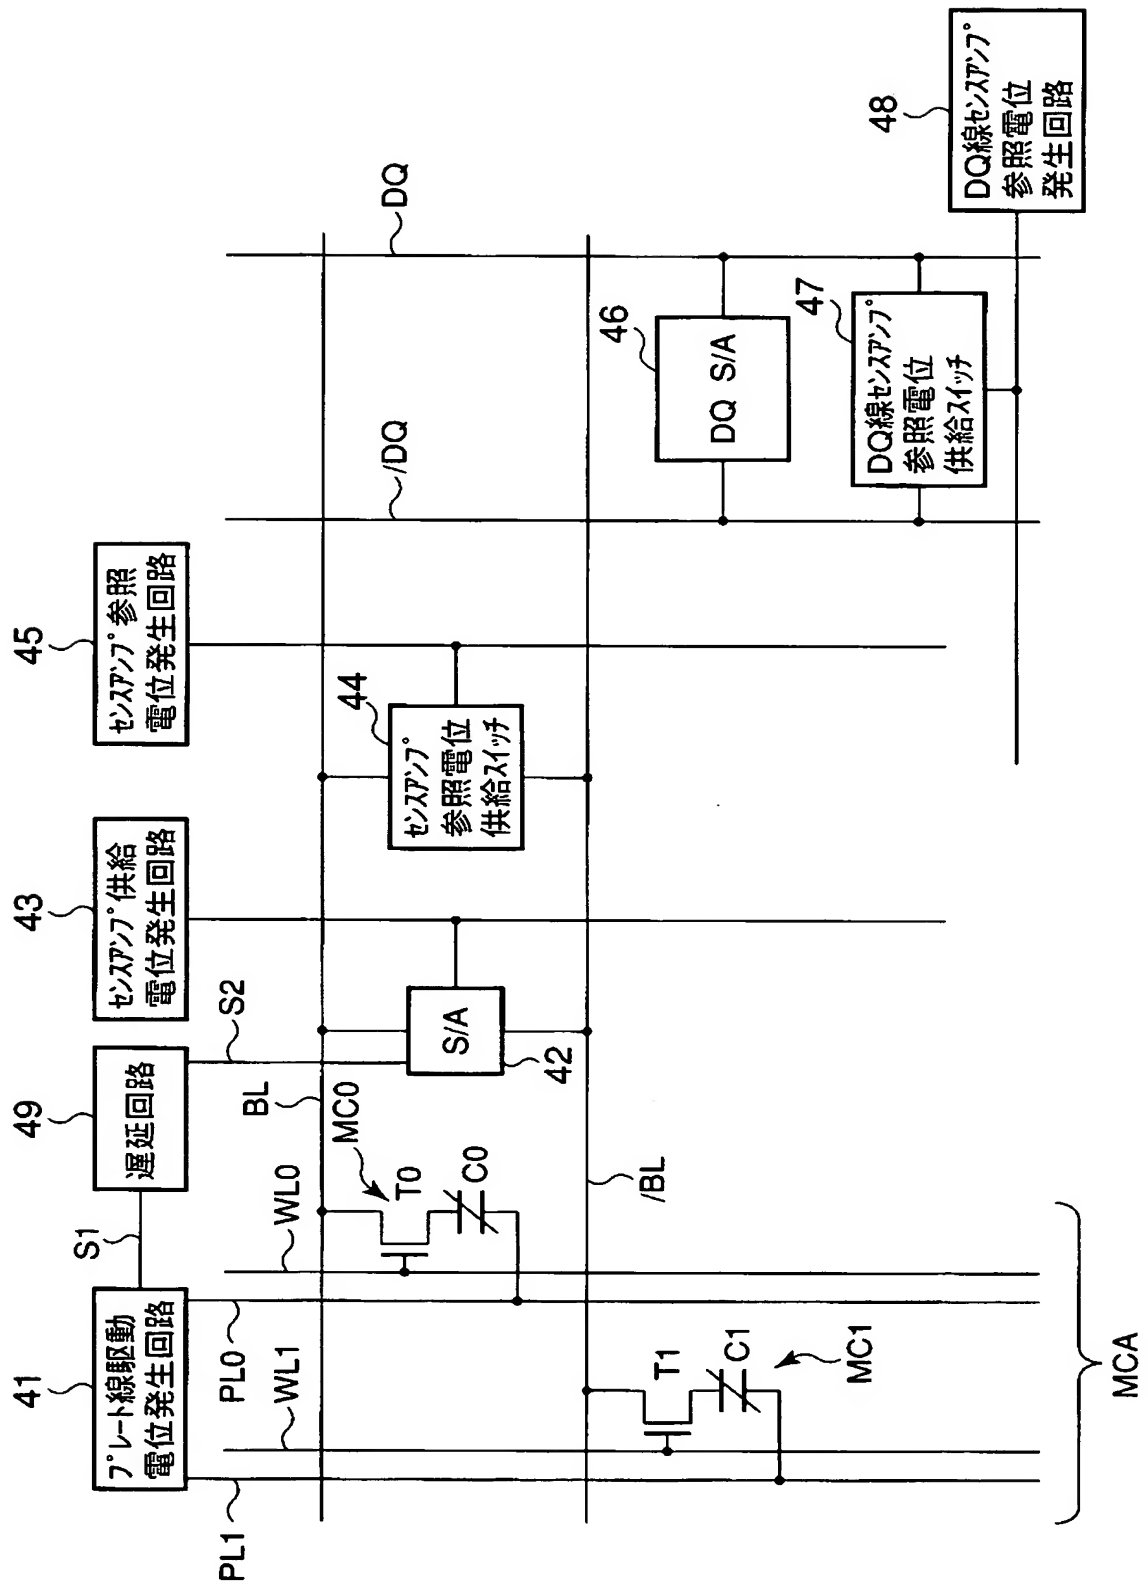 41
プレート線駆動
電位発生回路
S1
49
遅延回路
43
センスアンプ供給
電位発生回路
45
センスアンプ参照
電位発生回路
S2
PL1
PL0
WL1
WL0
BL
MC0
T0
C0
S/A
42
44
センスアンプ
参照電位
供給スイッチ
/DQ
DQ
/BL
T1
C1
MC1
46
DQ S/A
47
DQ線センスアンプ
参照電位
供給スイッチ
48
DQ線センスアンプ
参照電位
発生回路
MCA